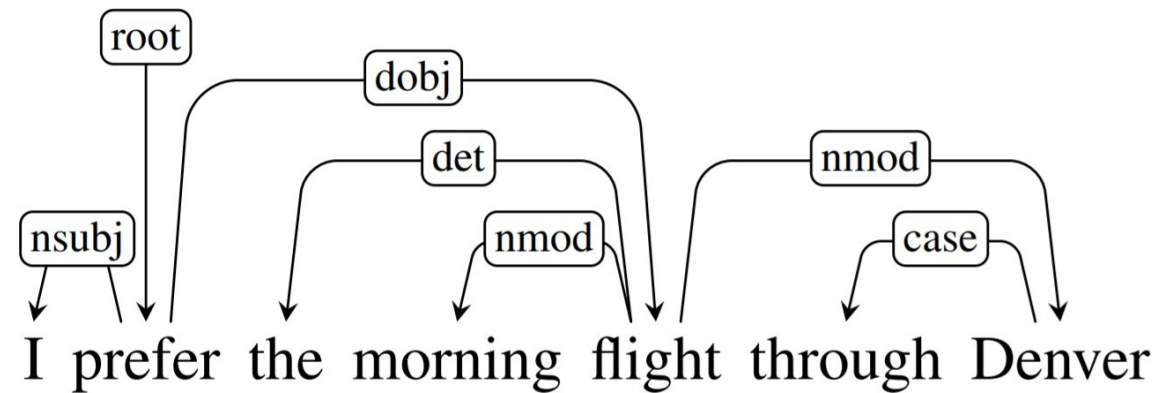 root
dobj
det nmod
nsubj nmod case
I prefer the morning flight through Denver